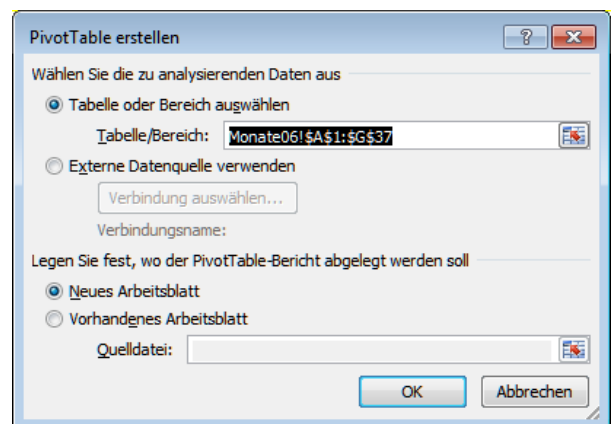 PivotTable erstellen
Wählen Sie die zu analysierenden Daten aus
Tabelle oder Bereich auswählen
Tabelle/Bereich: Monate06!$A$1:$G$37
Externe Datenquelle verwenden
Verbindung auswählen...
Verbindungsname:
Legen Sie fest, wo der PivotTable-Bericht abgelegt werden soll
Neues Arbeitsblatt
Vorhandenes Arbeitsblatt
Quelldatei:
OK Abbrechen